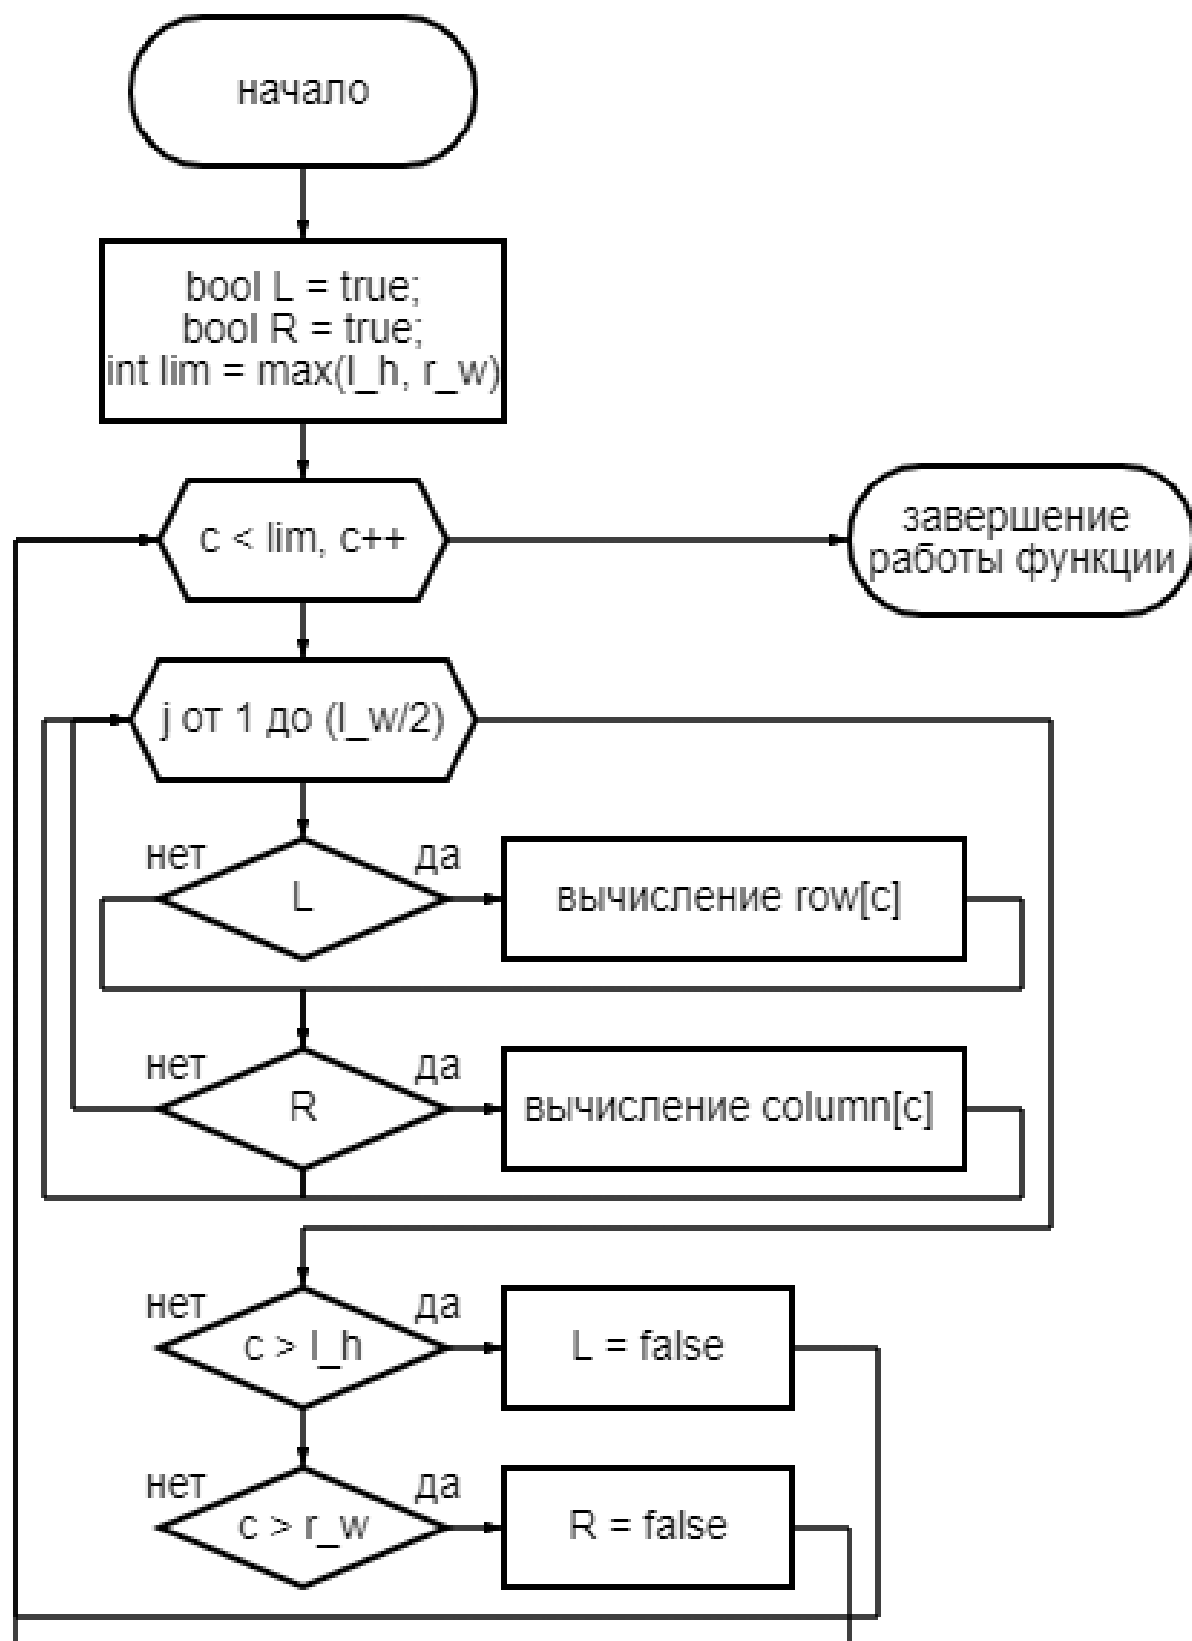 начало
bool L = true;
bool R = true;
int lim = max(l_h, r_w)
c < lim, c++
завершение
работы функции
j от 1 до (l_w/2)
нет
да
L
вычисление row[c]
нет
да
R
вычисление column[c]
нет
да
c > l_h
L = false
нет
да
c > r_w
R = false